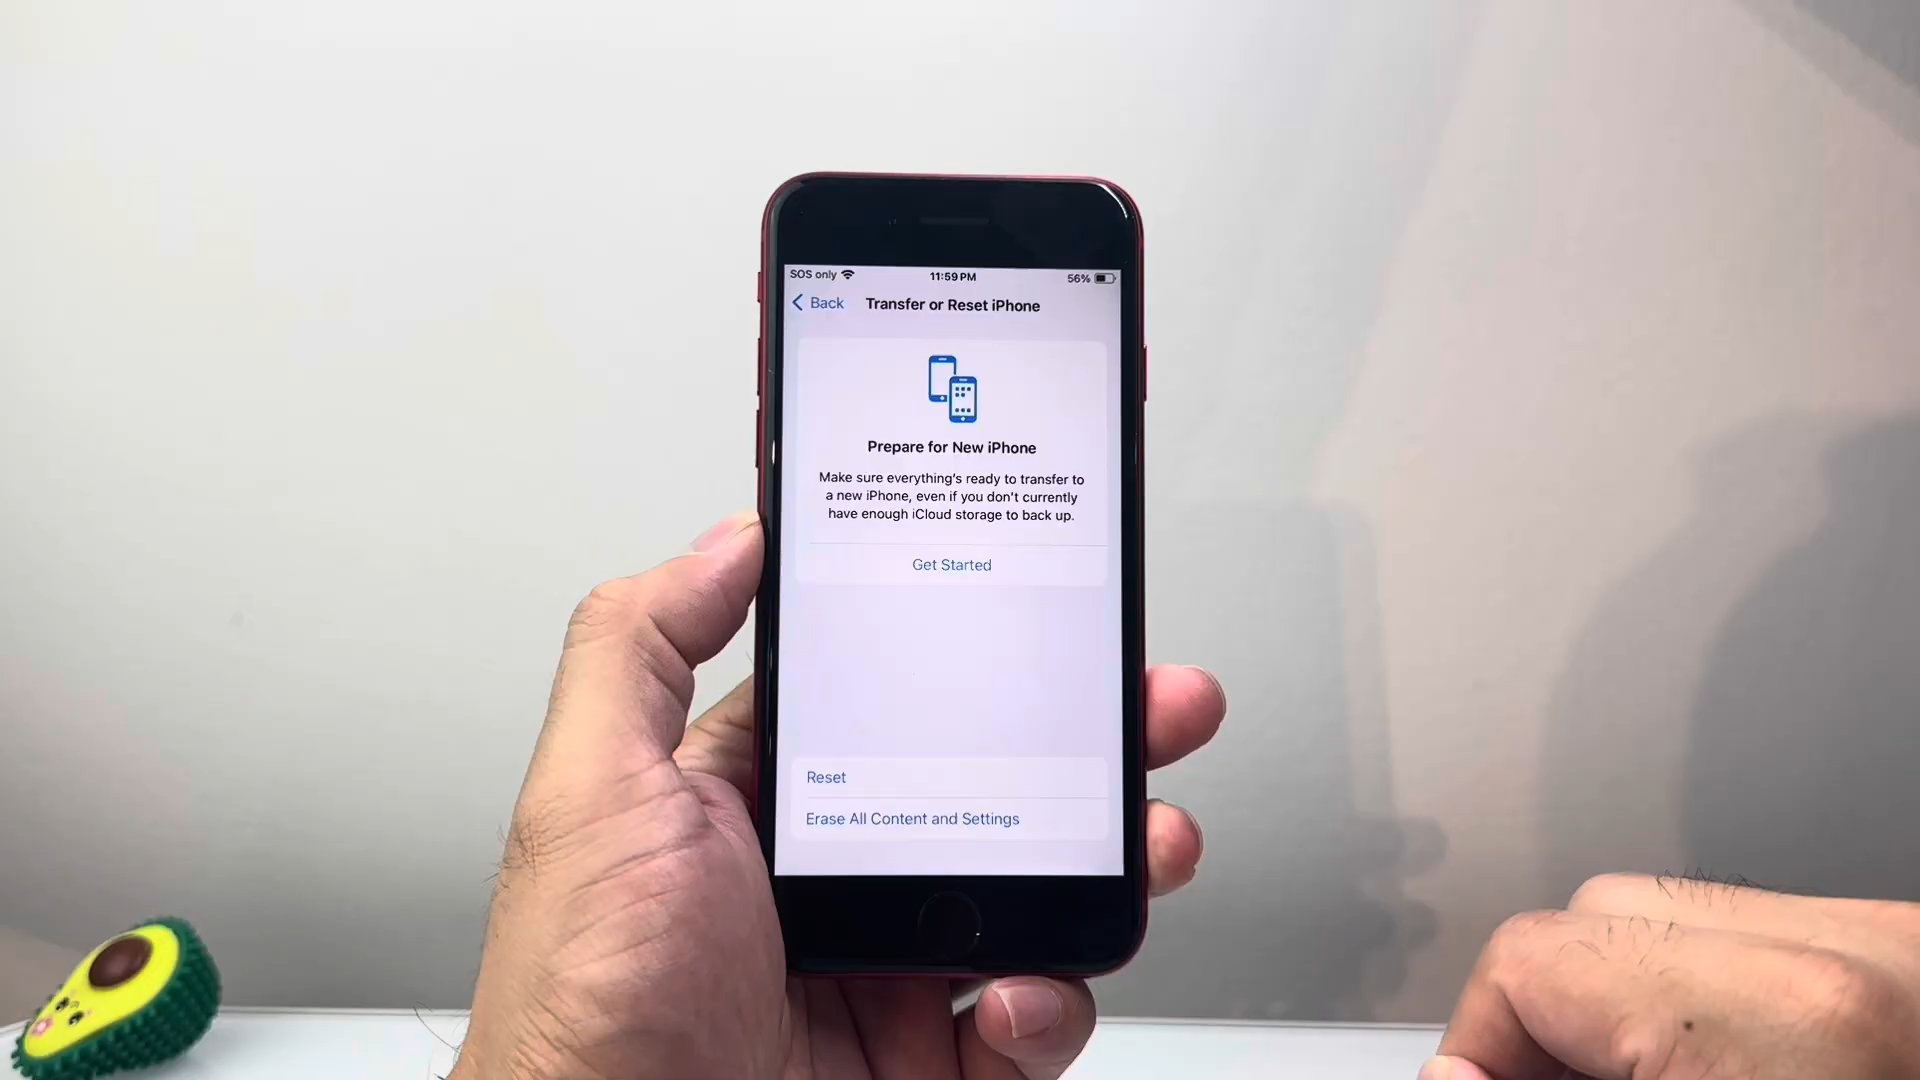 SOS only 11:59 PM 56%
Back Transfer or Reset iPhone
Prepare for New iPhone
Make sure everything's ready to transfer to
a new iPhone, even if you don't currently
have enough iCloud storage to back up.
Get Started
Reset
Erase All Content and Settings